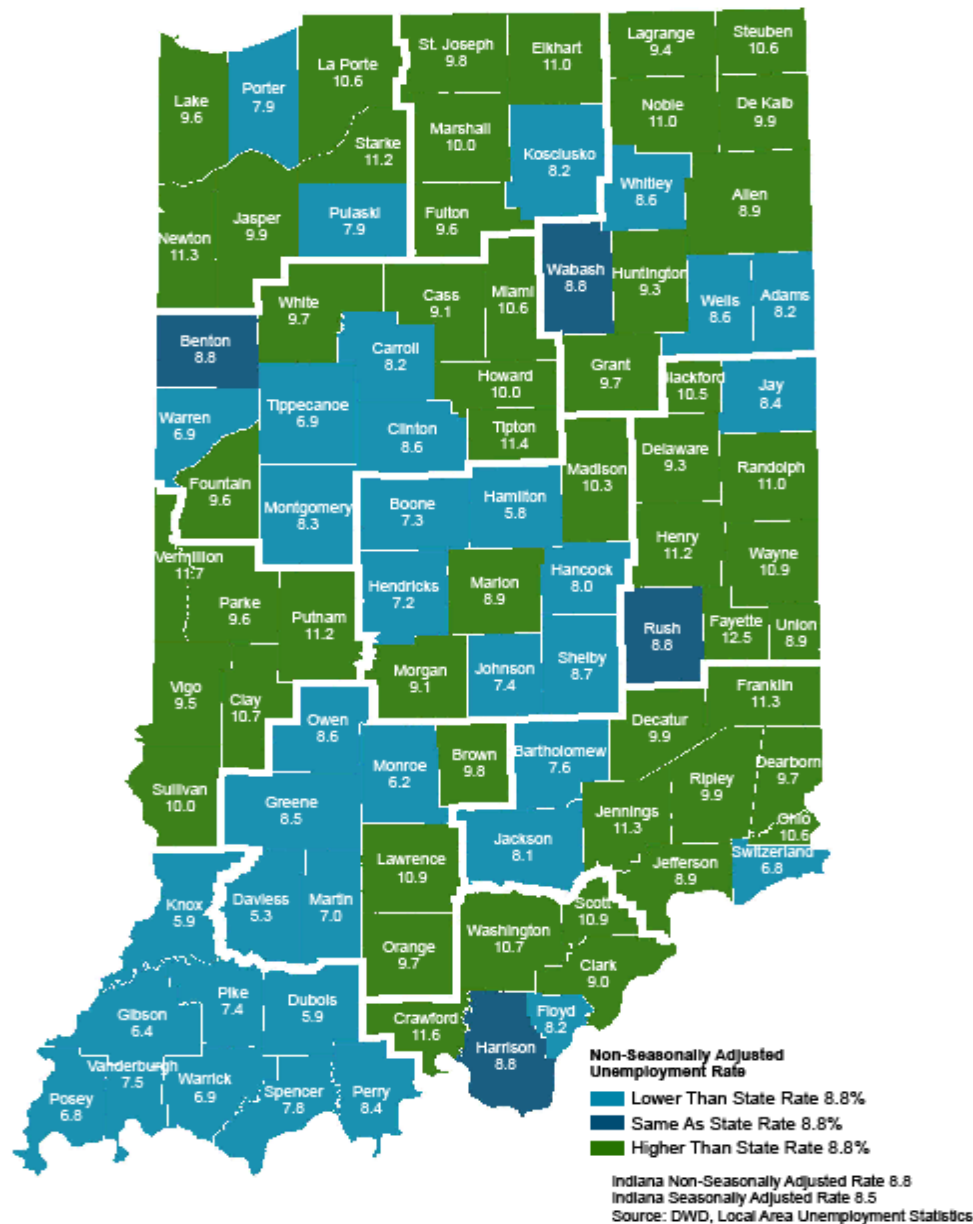 St. Joseph
9.8
Elkhart
11.0
Lagrange
9.4
Steuben
10.6
La Porte
10.6
Porter
7.9
Lake
9.6
Noble
11.0
De Kalb
9.9
Marshall
10.0
Starke
11.2
Kosciusko
8.2
Whitley
8.6
Allen
8.9
Pulaski
7.9
Fulton
9.6
Jasper
9.9
Newton
11.3
Wabash
8.8
Huntington
9.3
Wells
8.6
Adams
8.2
White
9.7
Cass
9.1
Miami
10.6
Benton
8.8
Carroll
8.2
Howard
10.0
Grant
9.7
lackford
10.5
Jay
8.4
Warren
6.9
Tippecanoe
6.9
Clinton
8.6
Tipton
11.4
Madison
10.3
Delaware
9.3
Randolph
11.0
Fountain
9.6
Montgomery
8.3
Boone
7.3
Hamilton
5.8
Henry
11.2
Wayne
10.9
Vermillion
11.7
Parke
9.6
Putnam
11.2
Hendricks
7.2
Marion
8.9
Hancock
8.0
Rush
8.8
Fayette
12.5
Union
8.9
Vigo
9.5
Clay
10.7
Morgan
9.1
Johnson
7.4
Shelby
8.7
Franklin
11.3
Owen
8.6
Monroe
6.2
Brown
9.8
Bartholomew
7.6
Decatur
9.9
Dearborn
9.7
Ripley
9.9
Sullivan
10.0
Greene
8.5
Jennings
11.3
Ohio
10.6
Jackson
8.1
Switzerland
6.8
Jefferson
8.9
Lawrence
10.9
Knox
5.9
Daviess
5.3
Martin
7.0
Scott
10.9
Washington
10.7
Orange
9.7
Clark
9.0
Pike
7.4
Dubois
5.9
Gibson
6.4
Crawford
11.6
Floyd
8.2
Harrison
8.8
Vanderburgh
7.5
Warrick
6.9
Spencer
7.8
Perry
8.4
Posey
6.8
Non-Seasonally Adjusted
Unemployment Rate
Lower Than State Rate 8.8%
Same As State Rate 8.8%
Higher Than State Rate 8.8%
Indiana Non-Seasonally Adjusted Rate 8.8
Indiana Seasonally Adjusted Rate 8.5
Source: DWD, Local Area Unemployment Statistics